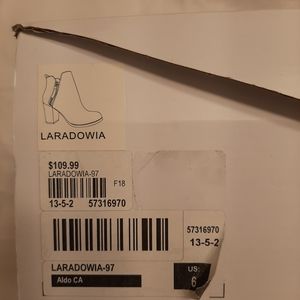 LARADOWIA
$109.99
LARADOWIA-97
F18
13-5-2 57316970
57316970
13-5-2
LARADOWIA-97
US:
Aldo CA
6